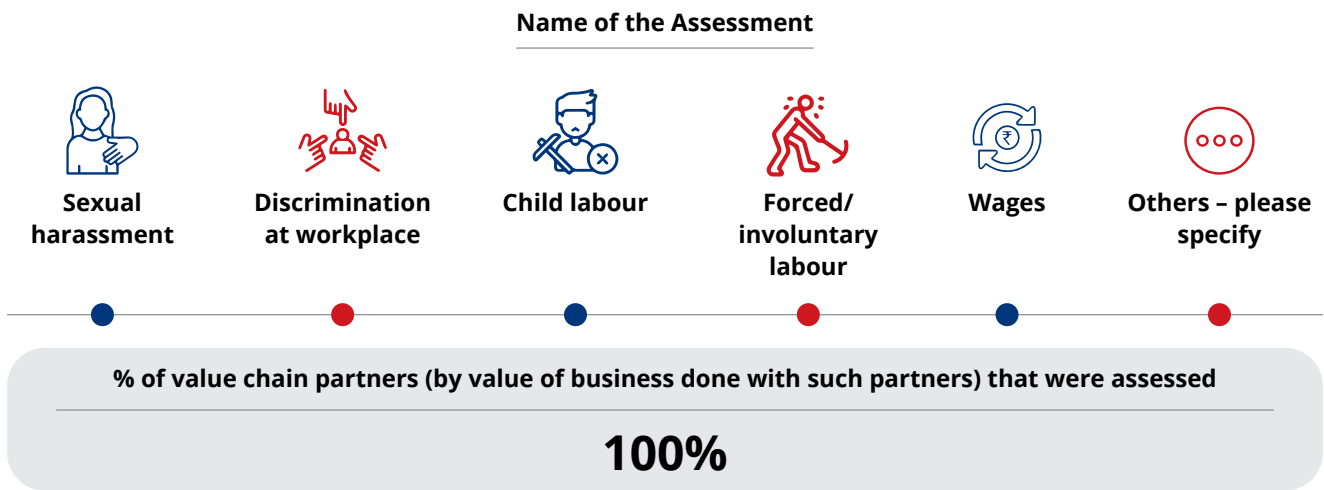 Name of the Assessment
₹
Sexual
harassment
Discrimination
at workplace
Child labour
Forced/
involuntary
labour
Wages
Others – please
specify
% of value chain partners (by value of business done with such partners) that were assessed
100%